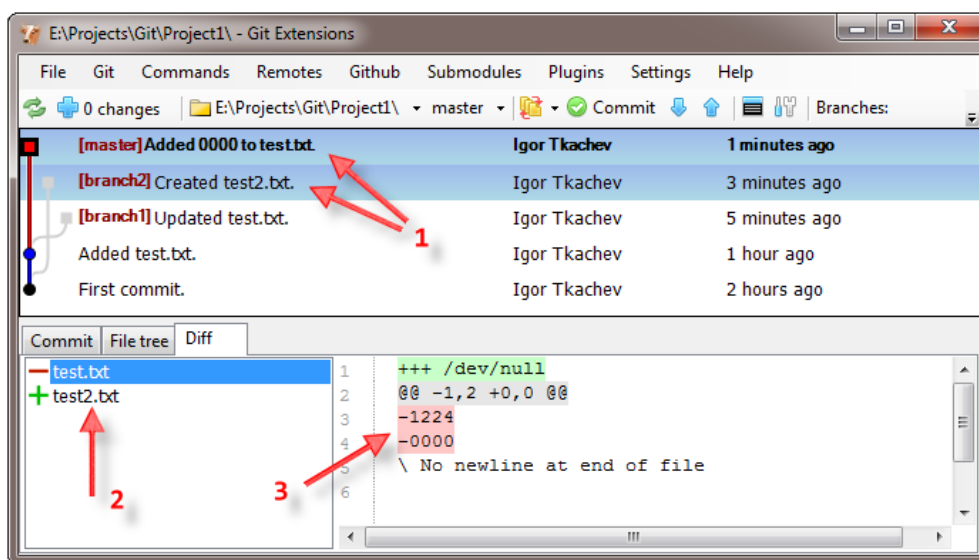 E:\Projects\Git\Project1\ - Git Extensions
File Git Commands Remotes Github Submodules Plugins Settings Help
0 changes E:\Projects\Git\Project1\ master Commit Branches:
[master]Added 0000 to test.txt. Igor Tkachev 1 minutes ago
[branch2] Created test2.txt. Igor Tkachev 3 minutes ago
[branch1] Updated test.txt. Igor Tkachev 5 minutes ago
1
Added test.txt. Igor Tkachev 1 hour ago
First commit. Igor Tkachev 2 hours ago
Commit File tree Diff
test.txt
test2.txt
2
1 +++ /dev/null
2 @@ -1,2 +0,0 @@
3 -1224
4 -0000
5 \ No newline at end of file
6
3